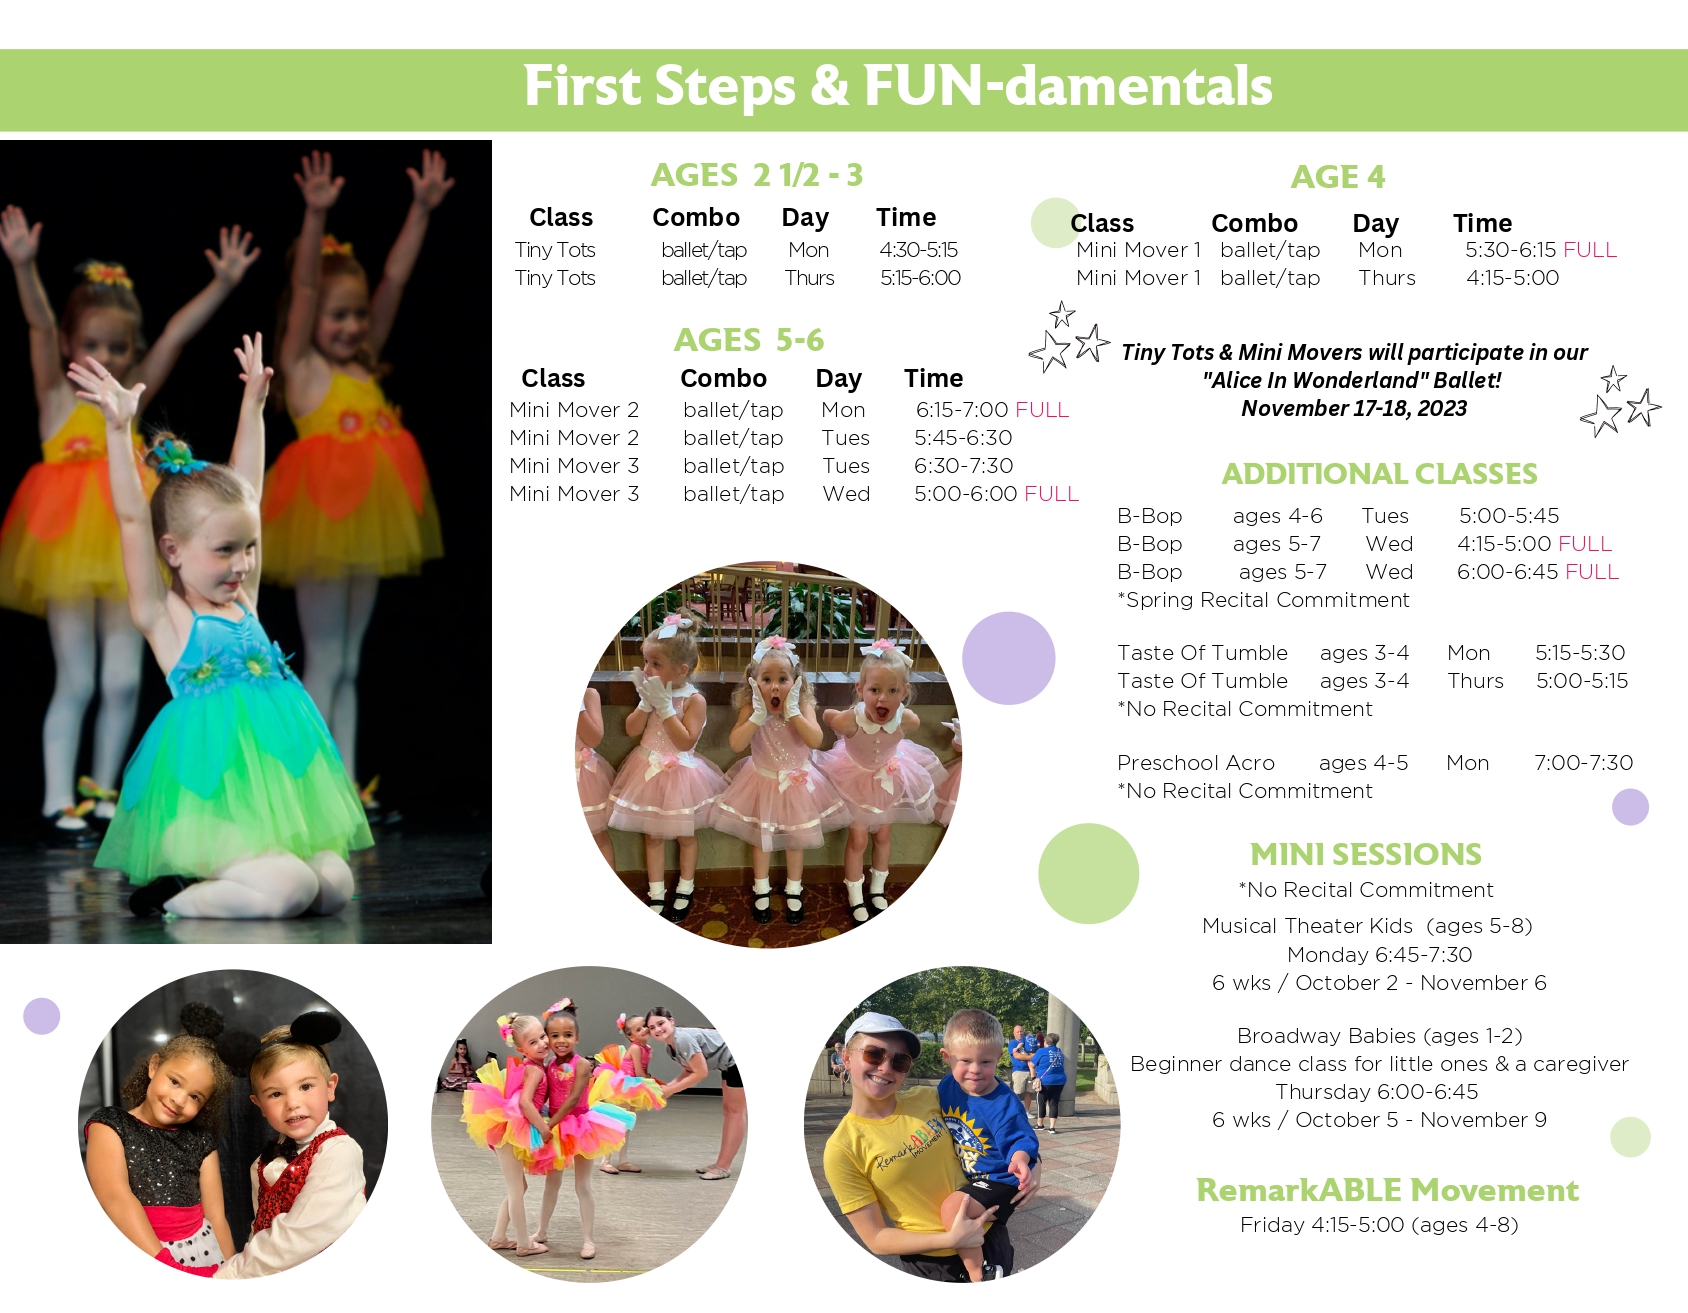 First Steps & FUN-damentals
AGES 2 1/2 - 3
Class Combo Day Time
Tiny Tots ballet/tap Mon 4:30-5:15
Tiny Tots ballet/tap Thurs 5:15-6:00
AGES 5-6
Class Combo Day Time
Mini Mover 2 ballet/tap Mon 6:15-7:00 FULL
Mini Mover 2 ballet/tap Tues 5:45-6:30
Mini Mover 3 ballet/tap Tues 6:30-7:30
Mini Mover 3 ballet/tap Wed 5:00-6:00 FULL
AGE 4
Class Combo Day Time
Mini Mover 1 ballet/tap Mon 5:30-6:15 FULL
Mini Mover 1 ballet/tap Thurs 4:15-5:00
Tiny Tots & Mini Movers will participate in our
"Alice In Wonderland" Ballet!
November 17-18, 2023
ADDITIONAL CLASSES
B-Bop ages 4-6 Tues 5:00-5:45
B-Bop ages 5-7 Wed 4:15-5:00 FULL
B-Bop ages 5-7 Wed 6:00-6:45 FULL
*Spring Recital Commitment
Taste Of Tumble ages 3-4 Mon 5:15-5:30
Taste Of Tumble ages 3-4 Thurs 5:00-5:15
*No Recital Commitment
Preschool Acro ages 4-5 Mon 7:00-7:30
*No Recital Commitment
MINI SESSIONS
*No Recital Commitment
Musical Theater Kids (ages 5-8)
Monday 6:45-7:30
6 wks / October 2 - November 6
Broadway Babies (ages 1-2)
Beginner dance class for little ones & a caregiver
Thursday 6:00-6:45
6 wks / October 5 - November 9
RemarkABLE Movement
Friday 4:15-5:00 (ages 4-8)
RemarkABLE
MOVEMENT